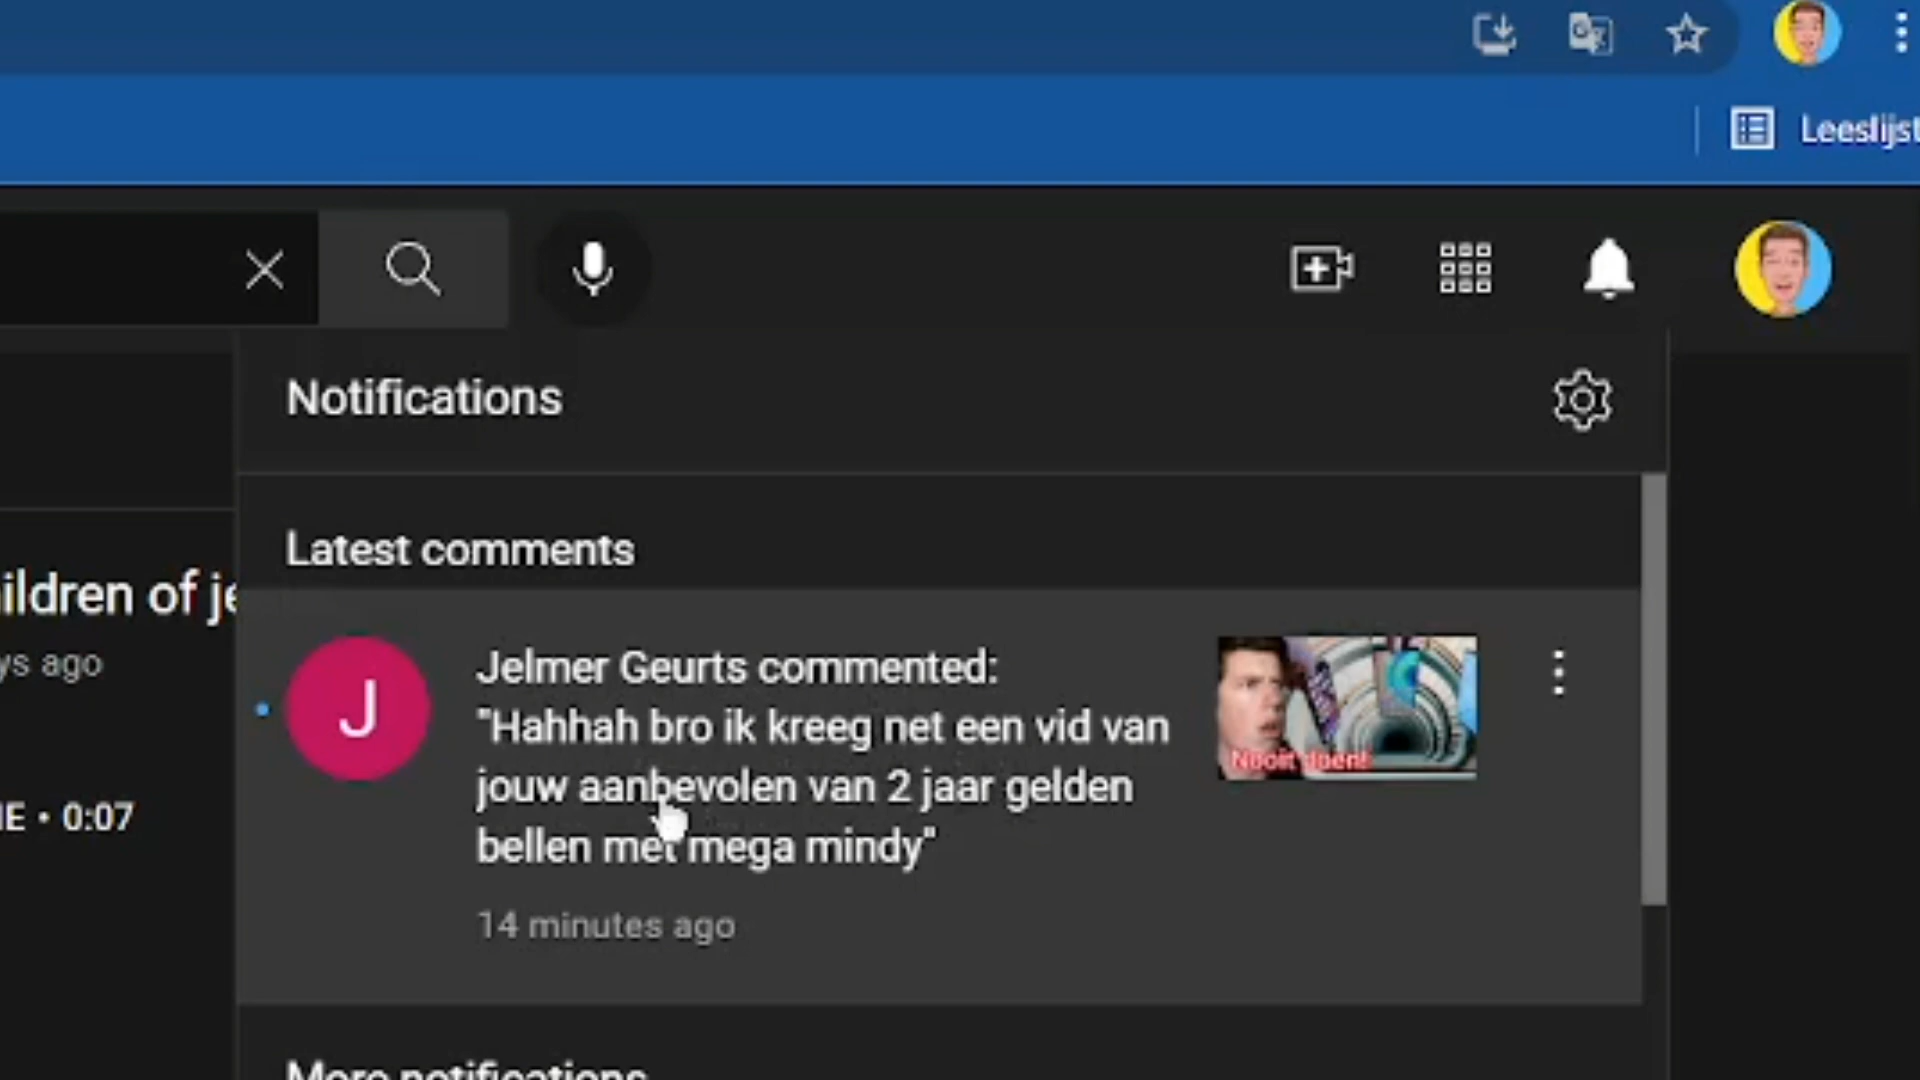 Leeslijst
Notifications
Latest comments
ildren of je
ys ago
Jelmer Geurts commented:
"Hahhah bro ik kreeg net een vid van
jouw aanbevolen van 2 jaar gelden
bellen met mega mindy"
Nooit doen!
E • 0:07
14 minutes ago
More notifications
J